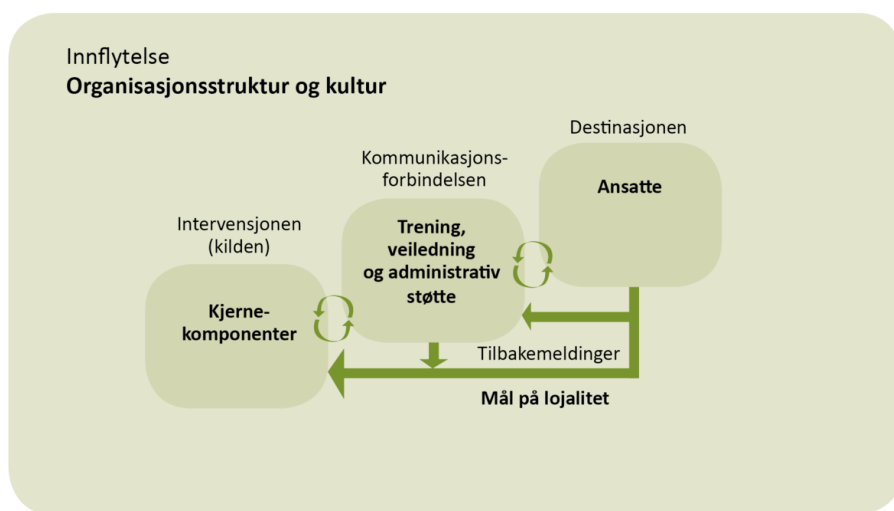 Innflytelse
Organisasjonsstruktur og kultur
Destinasjonen
Ansatte
Kommunikasjons-
forbindelsen
Trening,
veiledning
og administrativ
støtte
Intervensjonen
(kilden)
Kjerne-
komponenter
Tilbakemeldinger
Mål på lojalitet